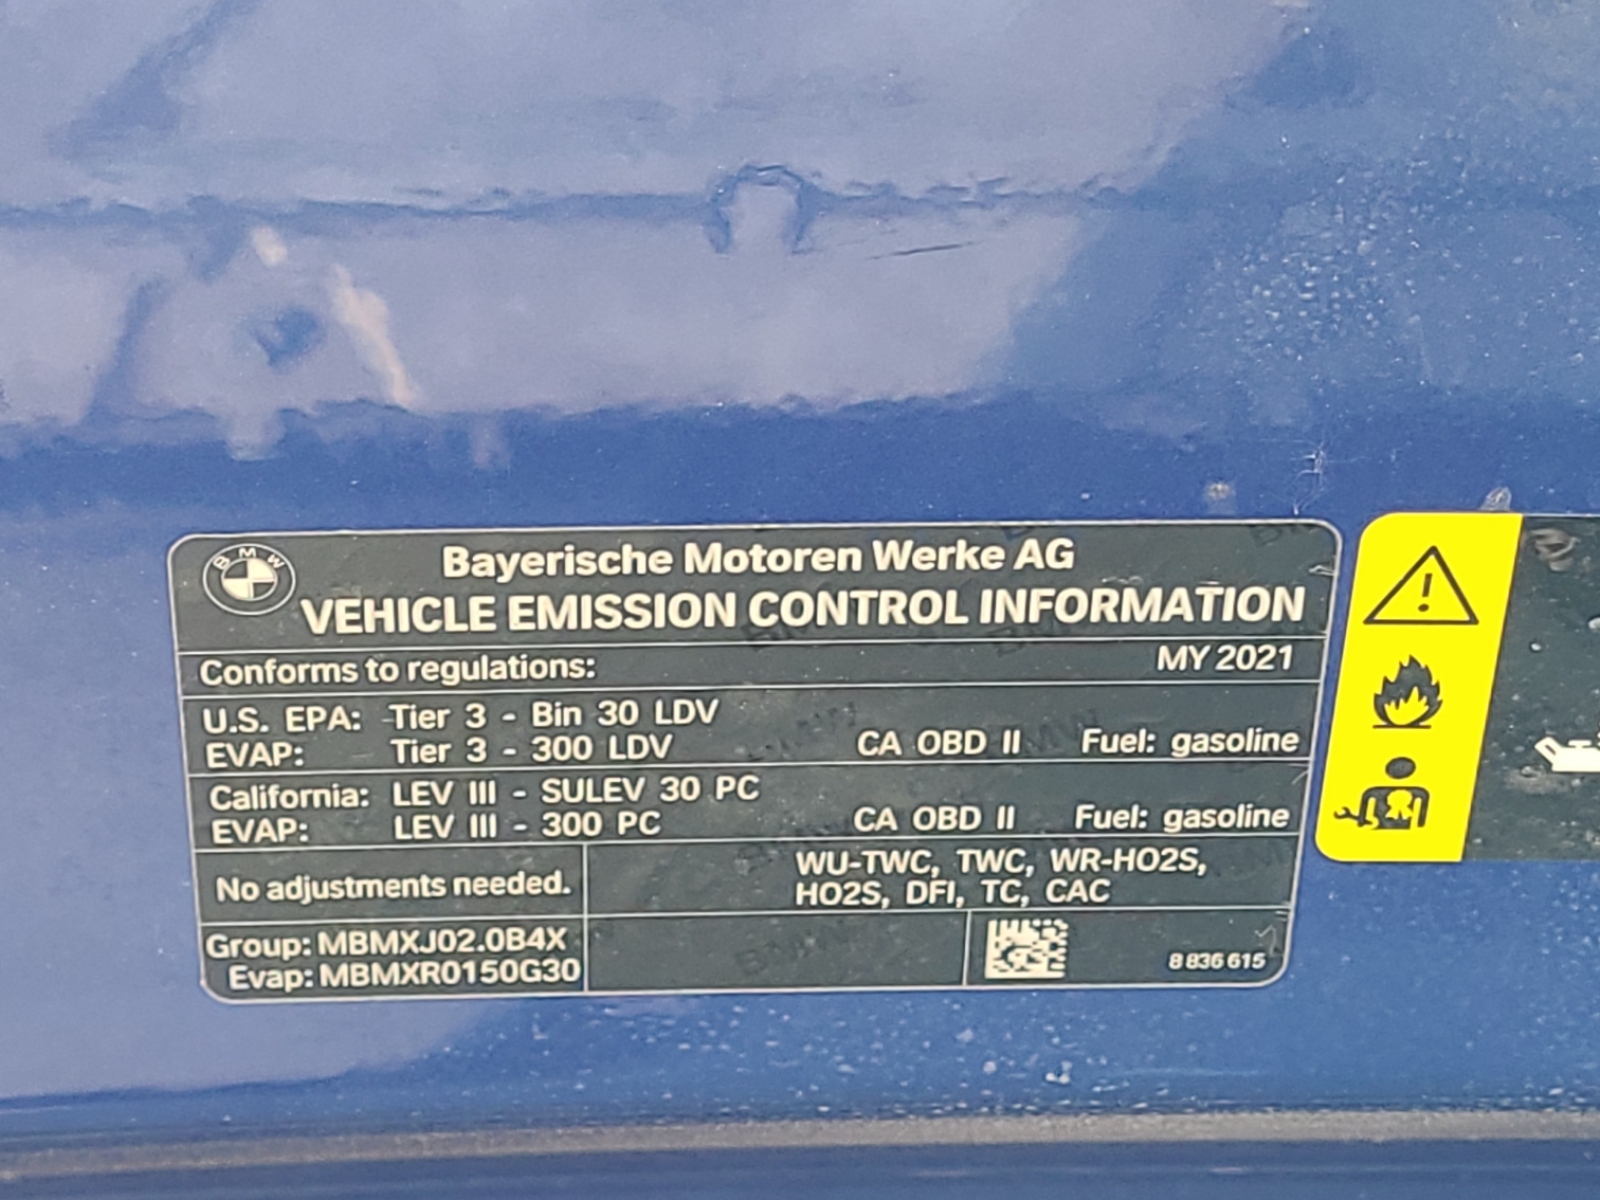 BMW
Bayerische Motoren Werke AG
VEHICLE EMISSION CONTROL INFORMATION
Conforms to regulations: MY 2021
U.S. EPA: Tier 3 - Bin 30 LDV
EVAP: Tier 3 - 300 LDV CA OBD II Fuel: gasoline
California: LEV III - SULEV 30 PC
EVAP: LEV III - 300 PC CA OBD II Fuel: gasoline
No adjustments needed.
WU-TWC, TWC, WR-HO2S,
HO2S, DFI, TC, CAC
Group: MBMXJ02.0B4X
Evap: MBMXR0150G30
8 836 615